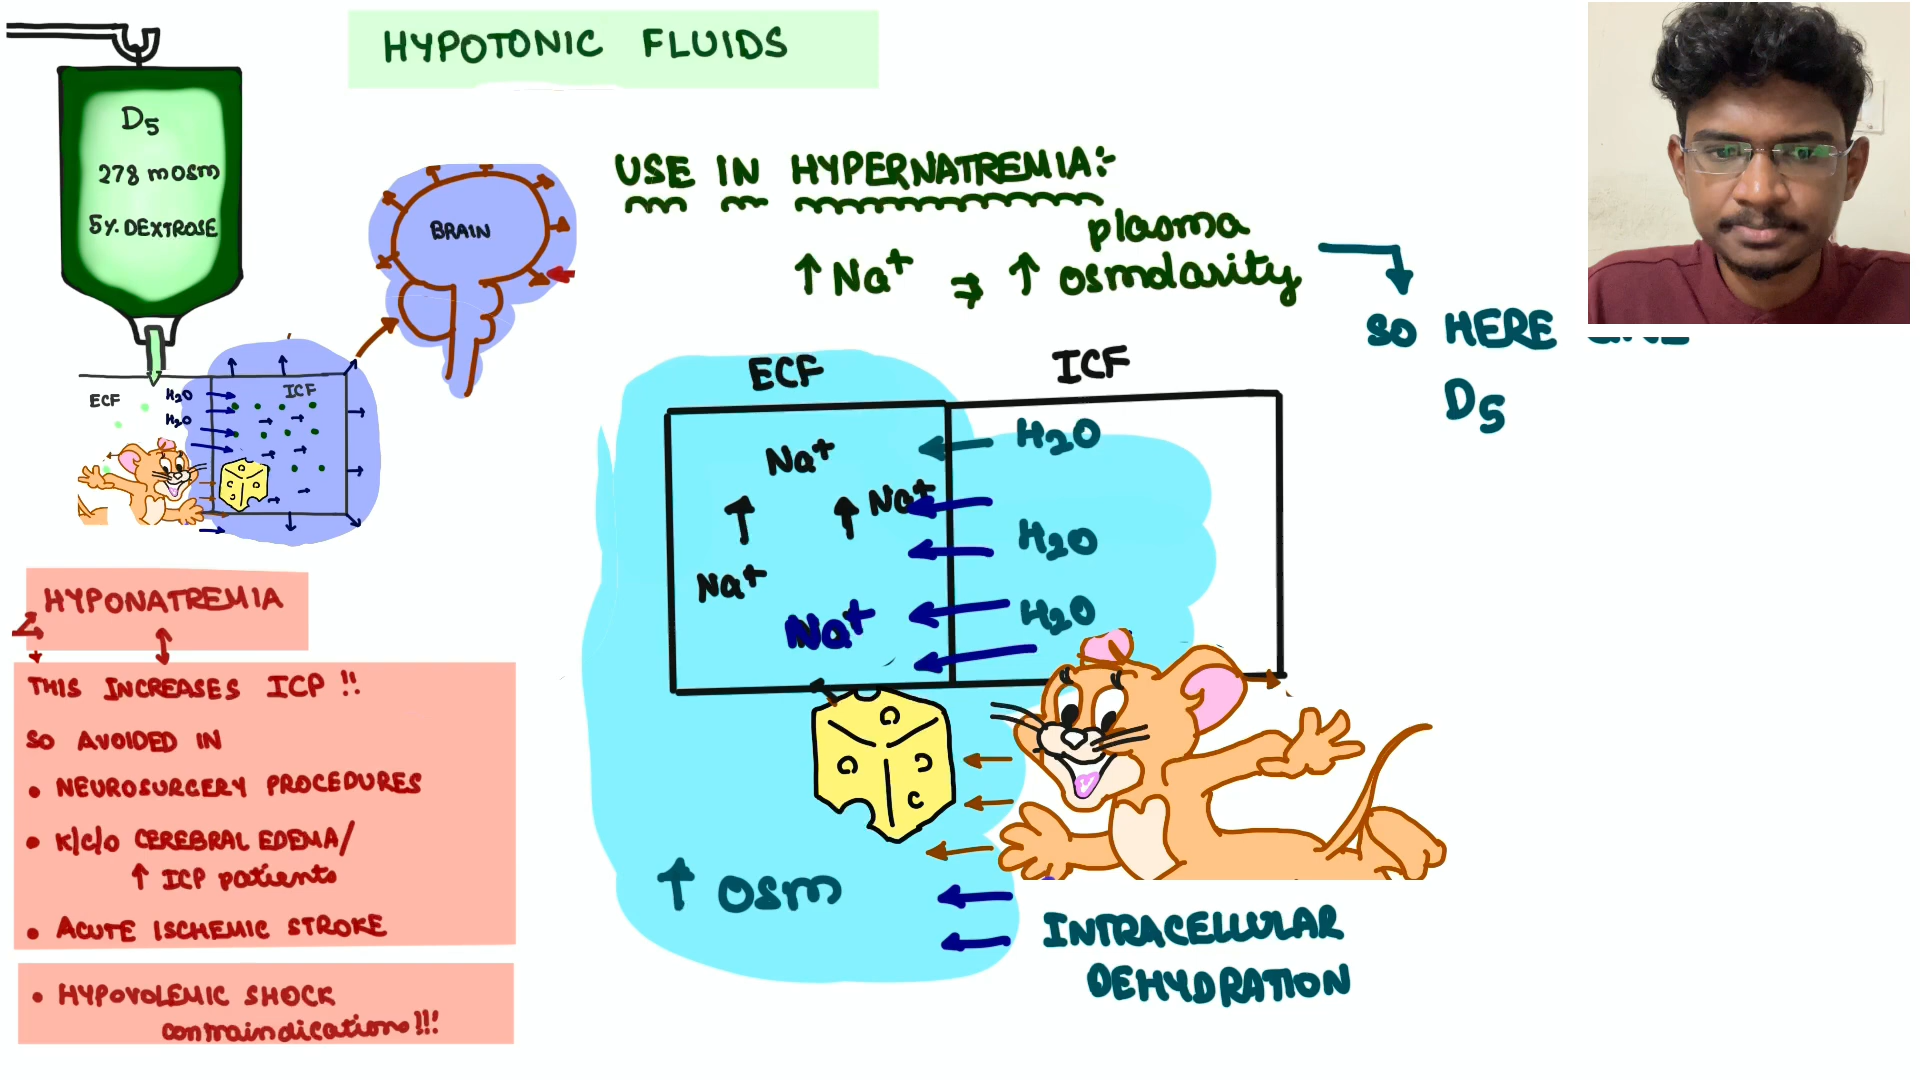 HYPOTONIC FLUIDS
D5
278 mosm
5% DEXTROSE
BRAIN
ECF
ICF
H2O
H2O
USE IN HYPERNATREMIA:-
↑ Na+ ⇒ ↑ plasma
osmolarity
SO HERE
D5
ECF
ICF
Na+
↑
↑ Na+
Na+
Na+
H2O
H2O
H2O
↑ osm
INTRACELLULAR
DEHYDRATION
HYPONATREMIA
THIS INCREASES ICP !!
SO AVOIDED IN
• NEUROSURGERY PROCEDURES
• K/C/O CEREBRAL EDEMA/
↑ ICP patients
• ACUTE ISCHEMIC STROKE
• HYPOVOLEMIC SHOCK
contraindication!!!